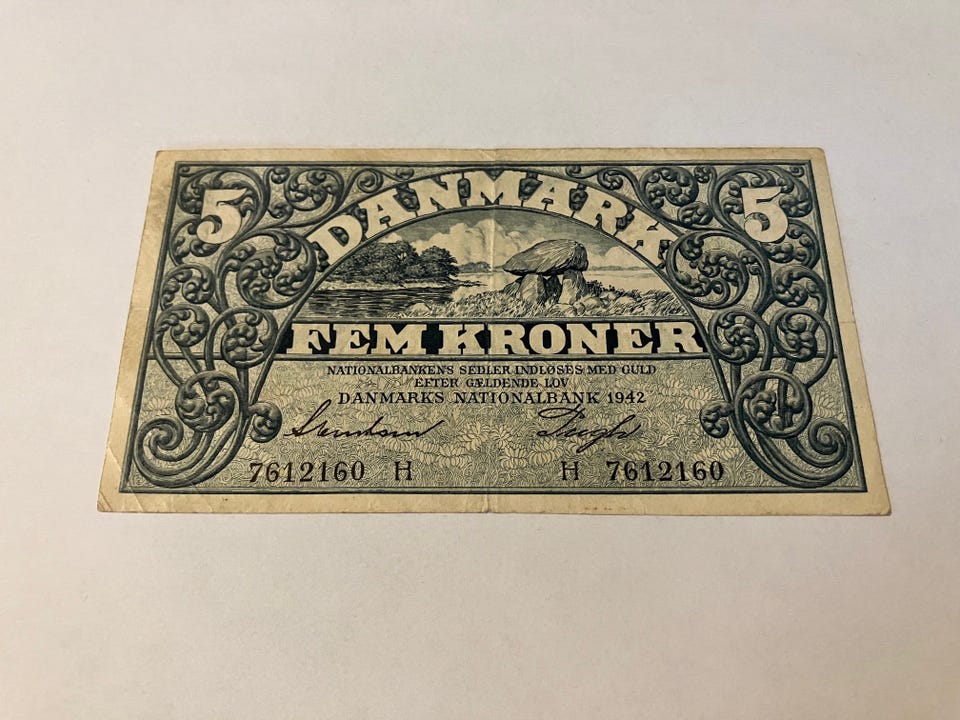 5 DANMARK 5
FEM KRONER
NATIONALBANKENS SEDLER INDLØSES MED GULD
EFTER GÆLDENDE LOV
DANMARKS NATIONALBANK 1942
7612160 H H 7612160